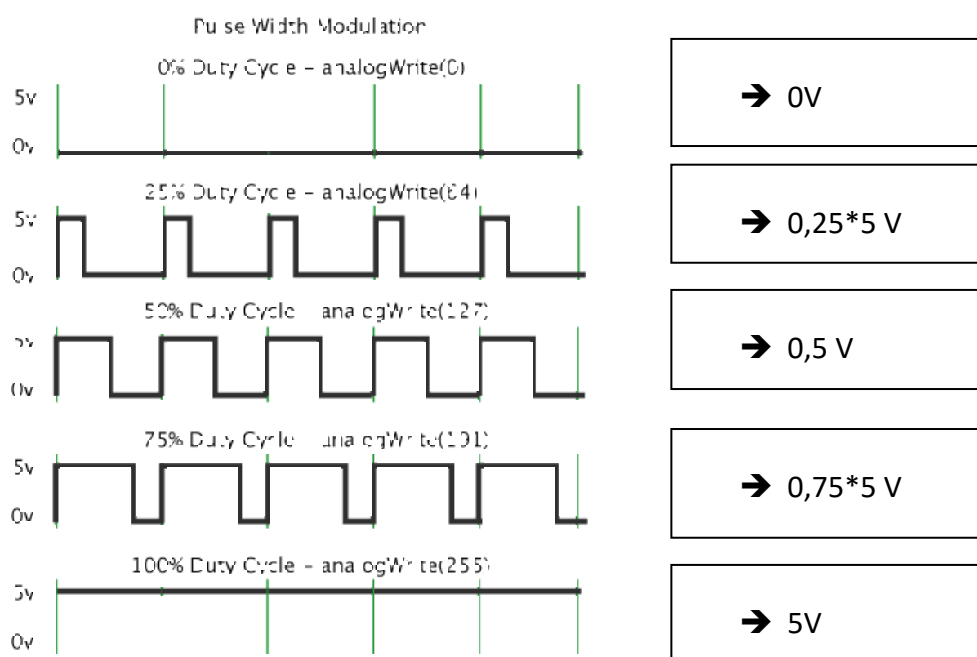 Pulse Width Modulation
0% Duty Cycle – analogWrite(0)
5v
0v
➔ 0V
25% Duty Cycle – analogWrite(64)
5v
0v
➔ 0,25*5 V
50% Duty Cycle – analogWrite(127)
5v
0v
➔ 0,5 V
75% Duty Cycle – analogWrite(191)
5v
0v
➔ 0,75*5 V
100% Duty Cycle – analogWrite(255)
5v
0v
➔ 5V